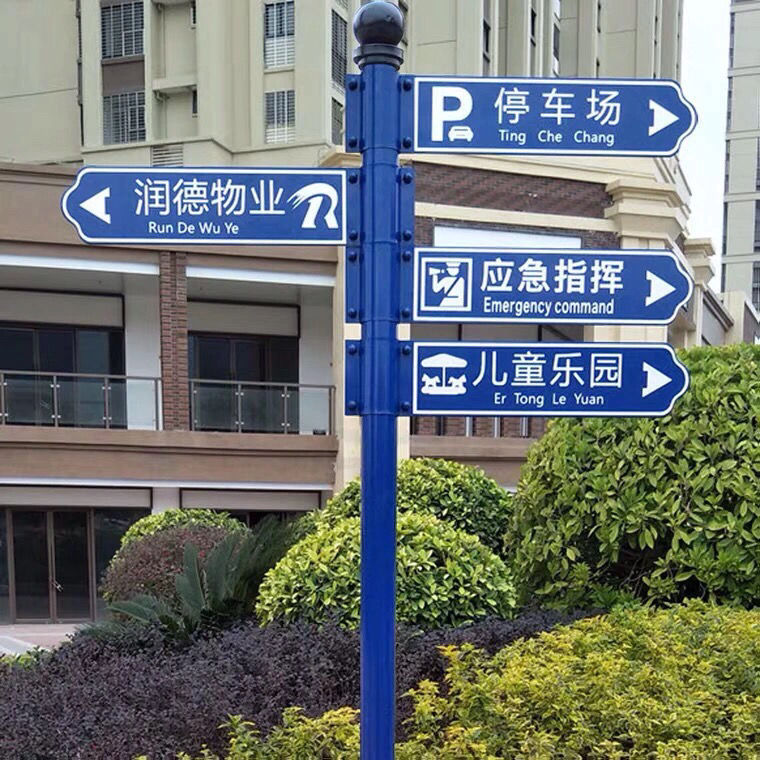 P 停车场
Ting Che Chang
润德物业
Run De Wu Ye
应急指挥
Emergency command
儿童乐园
Er Tong Le Yuan